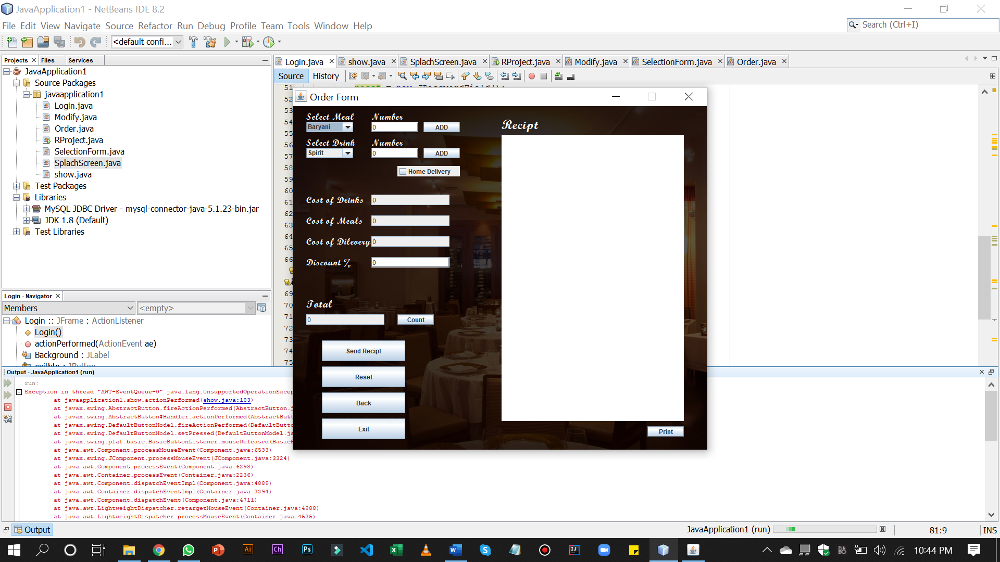 JavaApplication1 - NetBeans IDE 8.2
File Edit View Navigate Source Refactor Run Debug Profile Team Tools Window Help
Search (Ctrl+I)
<default confi...
Projects Files Services
Login.java show.java SplachScreen.java RProject.java Modify.java SelectionForm.java Order.java
Source History
JavaApplication1
Source Packages
javaapplication1
Login.java
Modify.java
Order.java
RProject.java
SelectionForm.java
SplachScreen.java
show.java
Test Packages
Libraries
MySQL JDBC Driver - mysql-connector-java-5.1.23-bin.jar
JDK 1.8 (Default)
Test Libraries
Login - Navigator
Members
<empty>
Login :: JFrame : ActionListener
Login()
actionPerformed(ActionEvent ae)
Background : JLabel
exitbtn : JButton
51
52
53
54
55
56
57
58
59
60
61
62
63
64
65
66
69
70
71
72
73
74
75
Order Form
Select Meal Number
Baryani 0 ADD
Select Drink Number
Spirit 0 ADD
Home Delivery
Cost of Drinks 0
Cost of Meals 0
Cost of Dilevery 0
Discount % 0
Total
0 Count
Send Recipt
Reset
Back
Exit
Recipt
Print
Output - JavaApplication1 (run)
run:
Exception in thread "AWT-EventQueue-0" java.lang.UnsupportedOperationExcep
at javaapplication1.show.actionPerformed(show.java:183)
at javax.swing.AbstractButton.fireActionPerformed(AbstractButton.j
at javax.swing.AbstractButton$Handler.actionPerformed(AbstractButt
at javax.swing.DefaultButtonModel.fireActionPerformed(DefaultButto
at javax.swing.DefaultButtonModel.setPressed(DefaultButtonModel.ja
at javax.swing.plaf.basic.BasicButtonListener.mouseReleased(BasicB
at java.awt.Component.processMouseEvent(Component.java:6533)
at javax.swing.JComponent.processMouseEvent(JComponent.java:3324)
at java.awt.Component.processEvent(Component.java:6298)
at java.awt.Container.processEvent(Container.java:2236)
at java.awt.Component.dispatchEventImpl(Component.java:4889)
at java.awt.Container.dispatchEventImpl(Container.java:2294)
at java.awt.Component.dispatchEvent(Component.java:4711)
at java.awt.LightweightDispatcher.retargetMouseEvent(Container.java:4888)
at java.awt.LightweightDispatcher.processMouseEvent(Container.java:4525)
Output
JavaApplication1 (run)
81:9
INS
10:44 PM